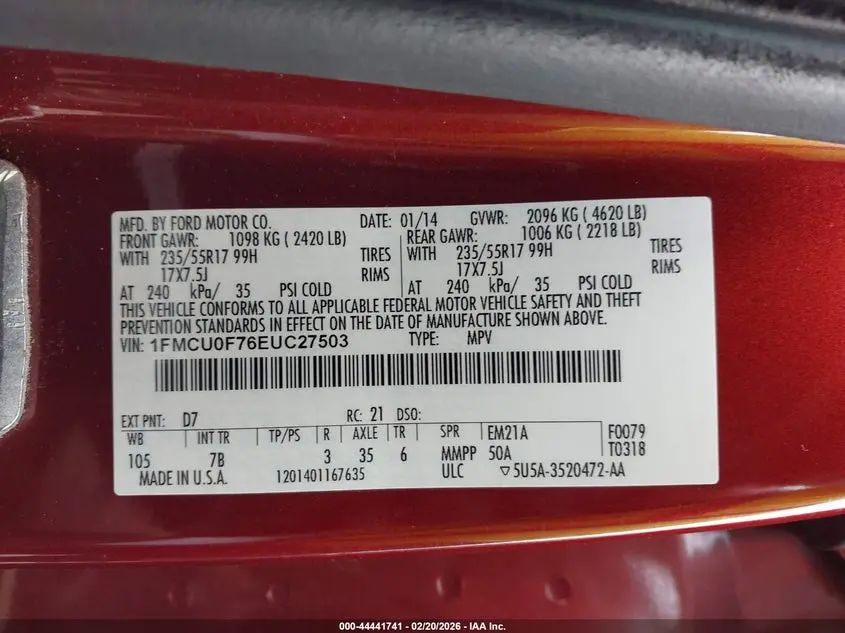 MFD. BY FORD MOTOR CO. DATE: 01/14 GVWR: 2096 KG ( 4620 LB)
FRONT GAWR: 1098 KG ( 2420 LB) REAR GAWR: 1006 KG ( 2218 LB)
WITH 235/55R17 99H TIRES WITH 235/55R17 99H TIRES
17X7.5J RIMS 17X7.5J RIMS
AT 240 kPa/ 35 PSI COLD AT 240 kPa/ 35 PSI COLD
THIS VEHICLE CONFORMS TO ALL APPLICABLE FEDERAL MOTOR VEHICLE SAFETY AND THEFT
PREVENTION STANDARDS IN EFFECT ON THE DATE OF MANUFACTURE SHOWN ABOVE.
VIN: 1FMCU0F76EUC27503 TYPE: MPV
EXT PNT: D7 RC: 21 DSO:
WB INT TR TP/PS R AXLE TR SPR EM21A F0079
105 7B 3 35 6 MMPP 50A T0318
MADE IN U.S.A. 1201401167635 ULC ▽5U5A-3520472-AA
000-44441741 - 02/20/2026 - IAA Inc.